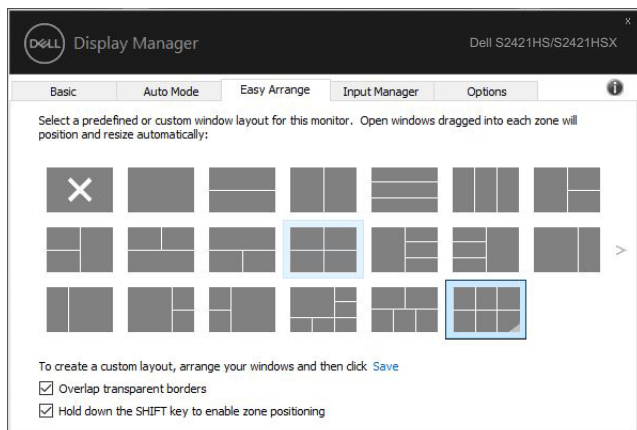 DELL Display Manager
Dell S2421HS/S2421HSX
x
Basic
Auto Mode
Easy Arrange
Input Manager
Options
i
Select a predefined or custom window layout for this monitor. Open windows dragged into each zone will
position and resize automatically:
To create a custom layout, arrange your windows and then click Save
Overlap transparent borders
Hold down the SHIFT key to enable zone positioning